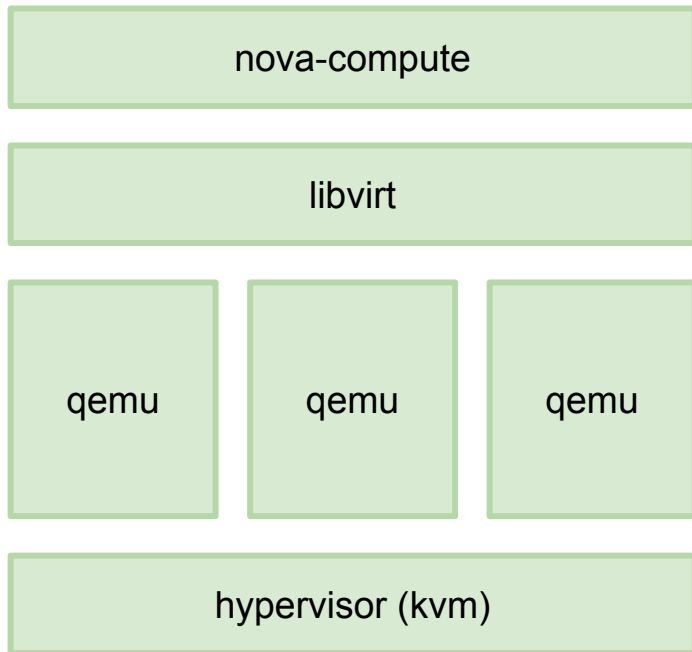 nova-compute
libvirt
qemu
qemu
qemu
hypervisor (kvm)